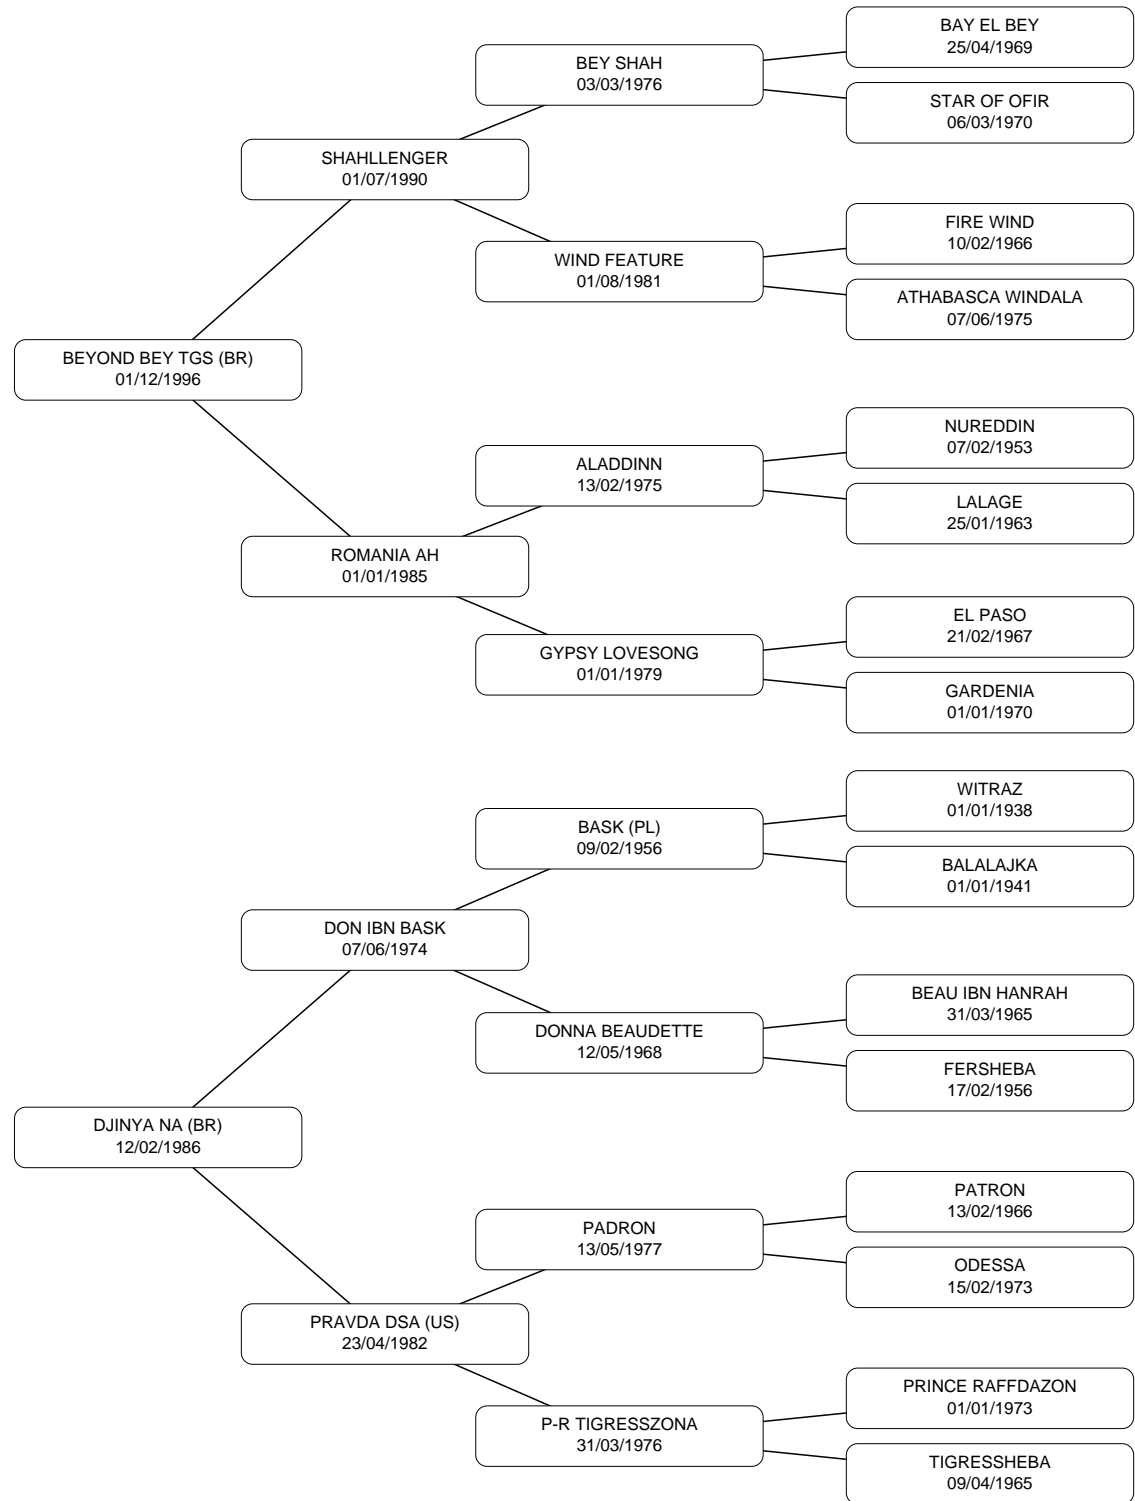 BAY EL BEY
25/04/1969
BEY SHAH
03/03/1976
STAR OF OFIR
06/03/1970
SHAHLLENGER
01/07/1990
FIRE WIND
10/02/1966
WIND FEATURE
01/08/1981
ATHABASCA WINDALA
07/06/1975
BEYOND BEY TGS (BR)
01/12/1996
NUREDDIN
07/02/1953
ALADDINN
13/02/1975
LALAGE
25/01/1963
ROMANIA AH
01/01/1985
EL PASO
21/02/1967
GYPSY LOVESONG
01/01/1979
GARDENIA
01/01/1970
WITRAZ
01/01/1938
BASK (PL)
09/02/1956
BALALAJKA
01/01/1941
DON IBN BASK
07/06/1974
BEAU IBN HANRAH
31/03/1965
DONNA BEAUDETTE
12/05/1968
FERSHEBA
17/02/1956
DJINYA NA (BR)
12/02/1986
PATRON
13/02/1966
PADRON
13/05/1977
ODESSA
15/02/1973
PRAVDA DSA (US)
23/04/1982
PRINCE RAFFDAZON
01/01/1973
P-R TIGRESSZONA
31/03/1976
TIGRESSHEBA
09/04/1965